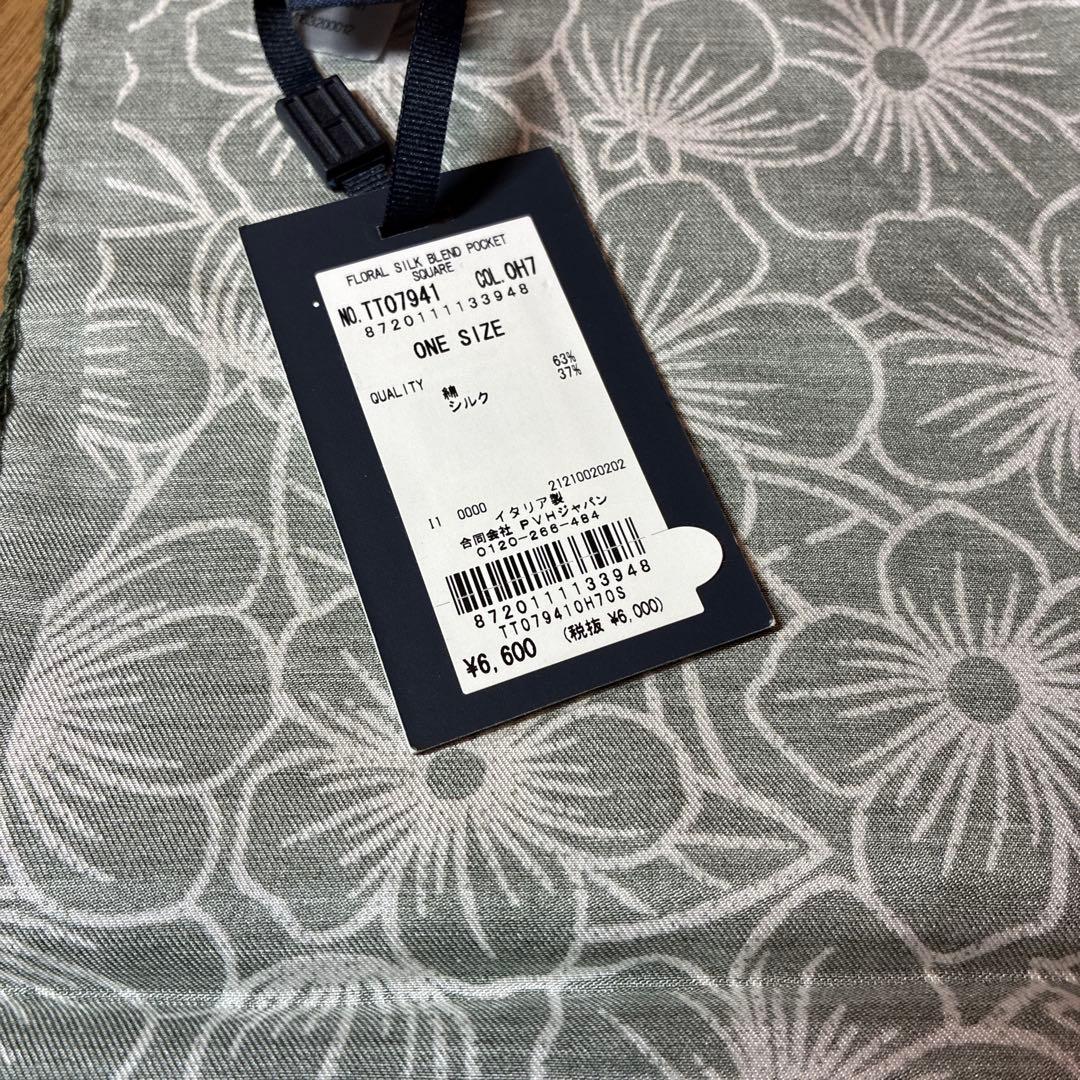 FLORAL SILK BLEND POCKET
SQUARE
NO.TT07941 COL.0H7
8720111133948
ONE SIZE
QUALITY 綿 63%
シルク 37%
21210020202
I1 0000 イタリア製
合同会社 PVHジャパン
0120-266-484
8720111133948
TT079410H70S
¥6,600 (税抜 ¥6,000)